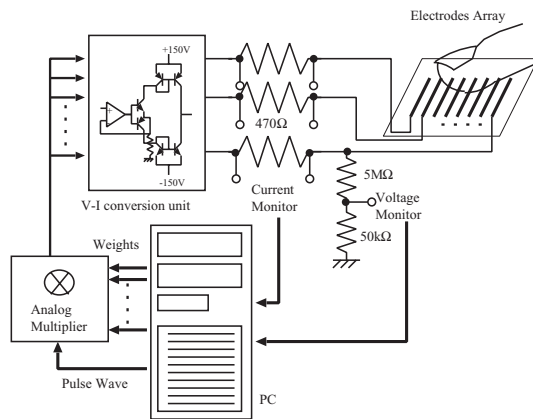 Electrodes Array
+150V
470Ω
-150V
V-I conversion unit
5MΩ
Current
Monitor
Voltage
Monitor
50kΩ
Weights
Analog
Multiplier
Pulse Wave
PC